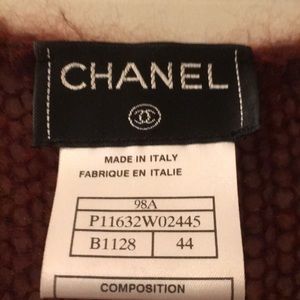 CHANEL
MADE IN ITALY
FABRIQUE EN ITALIE
98A
P11632W02445
B1128 44
COMPOSITION